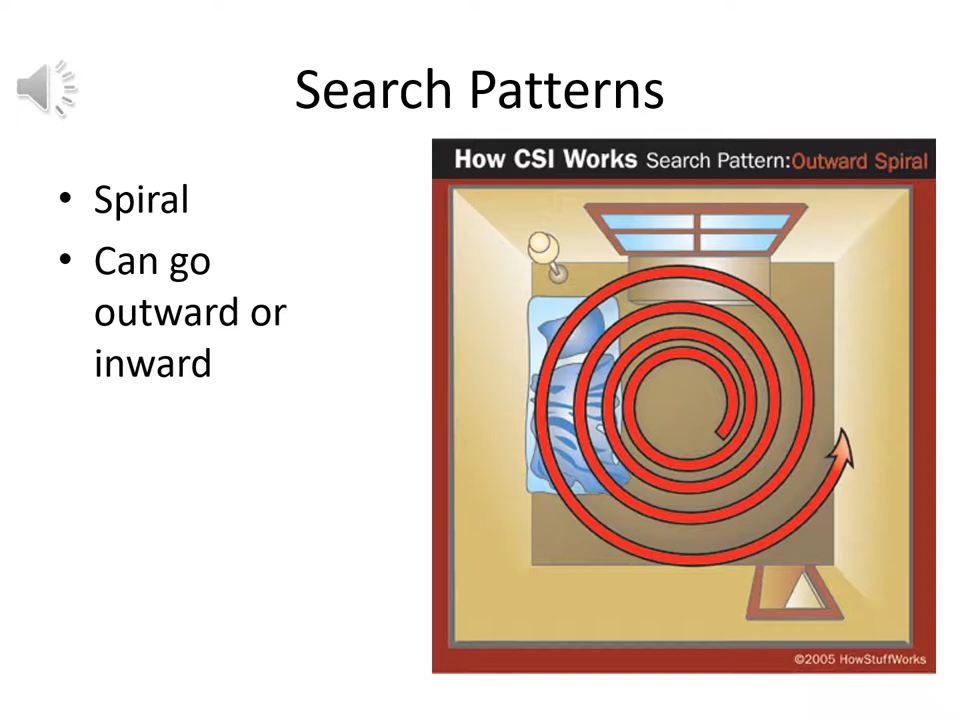 Search Patterns
• Spiral
• Can go
outward or
inward
How CSI Works Search Pattern:Outward Spiral
©2005 HowStuffWorks